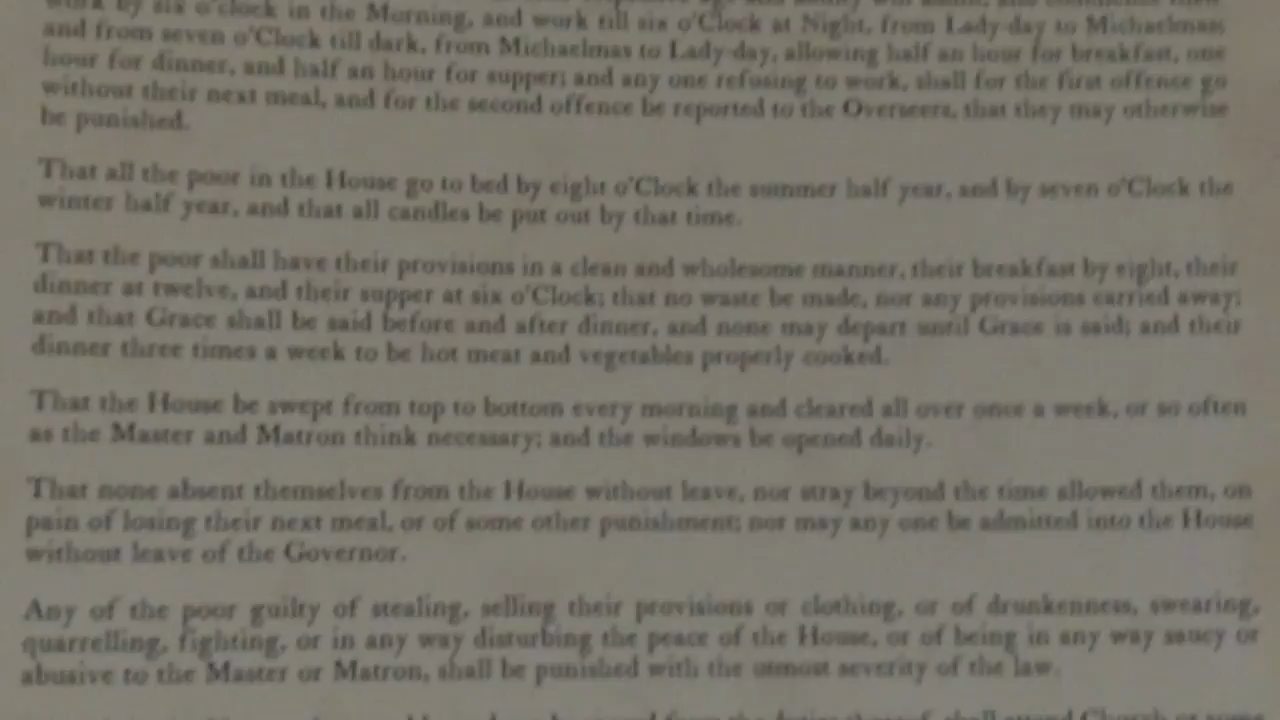 work by six o'clock in the Morning, and work till six o'Clock at Night, from Lady-day to Michaelmas;
and from seven o'Clock till dark, from Michaelmas to Lady-day, allowing half an hour for breakfast, one
hour for dinner, and half an hour for supper; and any one refusing to work, shall for the first offence go
without their next meal, and for the second offence be reported to the Overseers, that they may otherwise
be punished.
That all the poor in the House go to bed by eight o'Clock the summer half year, and by seven o'Clock the
winter half year, and that all candles be put out by that time.
That the poor shall have their provisions in a clean and wholesome manner, their breakfast by eight, their
dinner at twelve, and their supper at six o'Clock; that no waste be made, nor any provisions carried away;
and that Grace shall be said before and after dinner, and none may depart until Grace is said; and their
dinner three times a week to be hot meat and vegetables properly cooked.
That the House be swept from top to bottom every morning and cleared all over once a week, or so often
as the Master and Matron think necessary; and the windows be opened daily.
That none absent themselves from the House without leave, nor stray beyond the time allowed them, on
pain of losing their next meal, or of some other punishment; nor may any one be admitted into the House
without leave of the Governor.
Any of the poor guilty of stealing, selling their provisions or clothing, or of drunkenness, swearing,
quarrelling, fighting, or in any way disturbing the peace of the House, or of being in any way saucy or
abusive to the Master or Matron, shall be punished with the utmost severity of the law.
shall attend Church or some